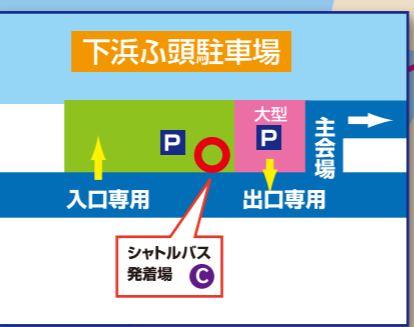 下浜ふ頭駐車場
大型
P
P
主会場
入口専用
出口専用
シャトルバス
発着場 C